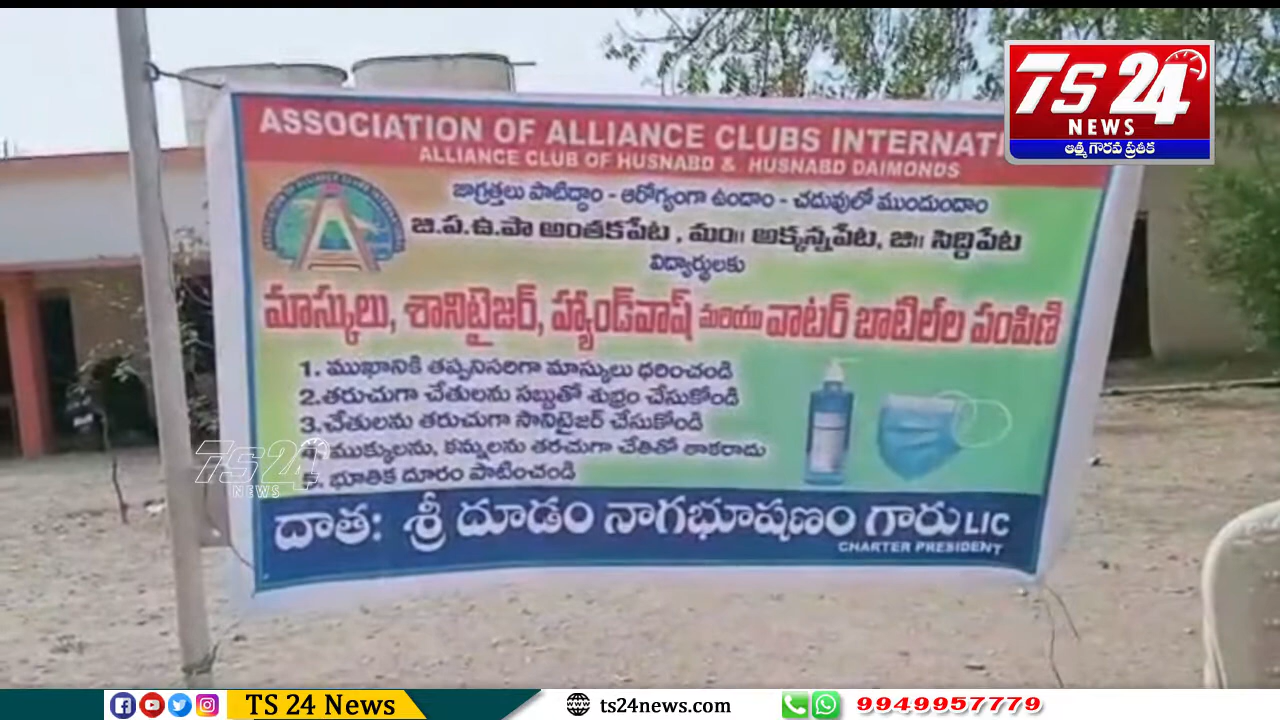 ASSOCIATION OF ALLIANCE CLUBS
ALLIANCE CLUB OF HUSNABD & HUSNABD DAIMONDS
జాగ్రత్తలు పాటిద్దాం - ఆరోగ్యంగా ఉందాం - చదువులో ముందుందాం
జి.ప.ఉ.పా అంతకపేట , మం॥ అక్కన్నపేట, జి॥ సిద్దిపేట
విద్యార్థులకు
మాస్కులు, శానిటైజర్, హ్యాండ్‌వాష్ మరియు వాటర్ బాటిల్‌ల పంపిణి
1. ముఖానికి తప్పనిసరిగా మాస్కులు ధరించండి
2.తరుచుగా చేతులను సబ్బుతో శుభ్రం చేసుకోండి
3.చేతులను తరుచుగా సానిటైజర్ చేసుకోండి
4. ముక్కులను, కన్నులను తరచుగా చేతితో తాకరాదు
5. భూతిక దూరం పాటించండి
దాత: శ్రీ దూడం నాగభూషణం గారు LIC
CHARTER PRESIDENT
TS 24
NEWS
ఆత్మ గౌరవ ప్రతీక
TS 24
NEWS
TS 24 News
ts24news.com
9949957779